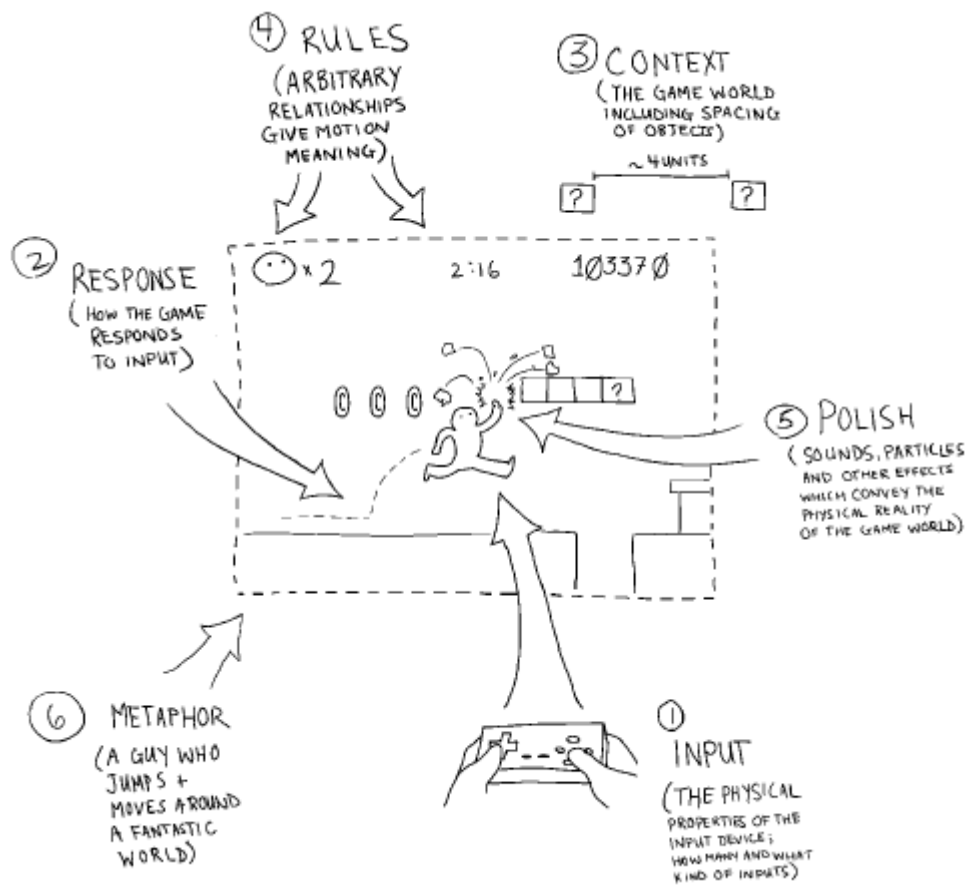 4 RULES
(ARBITRARY
RELATIONSHIPS
GIVE MOTION
MEANING)
3 CONTEXT
(THE GAME WORLD
INCLUDING SPACING
OF OBJECTS)
~ 4 UNITS
? ?
2 RESPONSE
(HOW THE GAME
RESPONDS
TO INPUT)
x 2 2:16 103370
C C C ?
5 POLISH
(SOUNDS, PARTICLES
AND OTHER EFFECTS
WHICH CONVEY THE
PHYSICAL REALITY
OF THE GAME WORLD)
6 METAPHOR
(A GUY WHO
JUMPS +
MOVES AROUND
A FANTASTIC
WORLD)
1
INPUT
(THE PHYSICAL
PROPERTIES OF THE
INPUT DEVICE;
HOW MANY AND WHAT
KIND OF INPUTS)